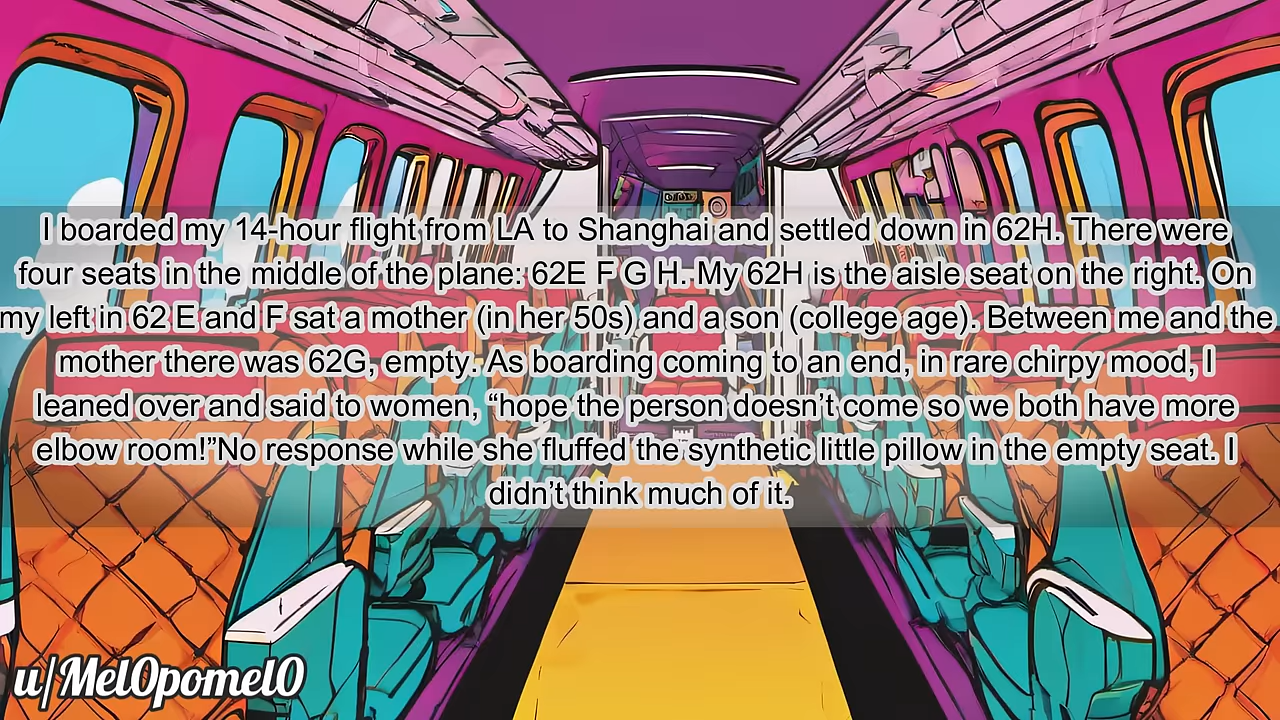 I boarded my 14-hour flight from LA to Shanghai and settled down in 62H. There were
four seats in the middle of the plane: 62E F G H. My 62H is the aisle seat on the right. On
my left in 62 E and F sat a mother (in her 50s) and a son (college age). Between me and the
mother there was 62G, empty. As boarding coming to an end, in rare chirpy mood, I
leaned over and said to women, “hope the person doesn’t come so we both have more
elbow room!”No response while she fluffed the synthetic little pillow in the empty seat. I
didn’t think much of it.
u/Mel0pomel0